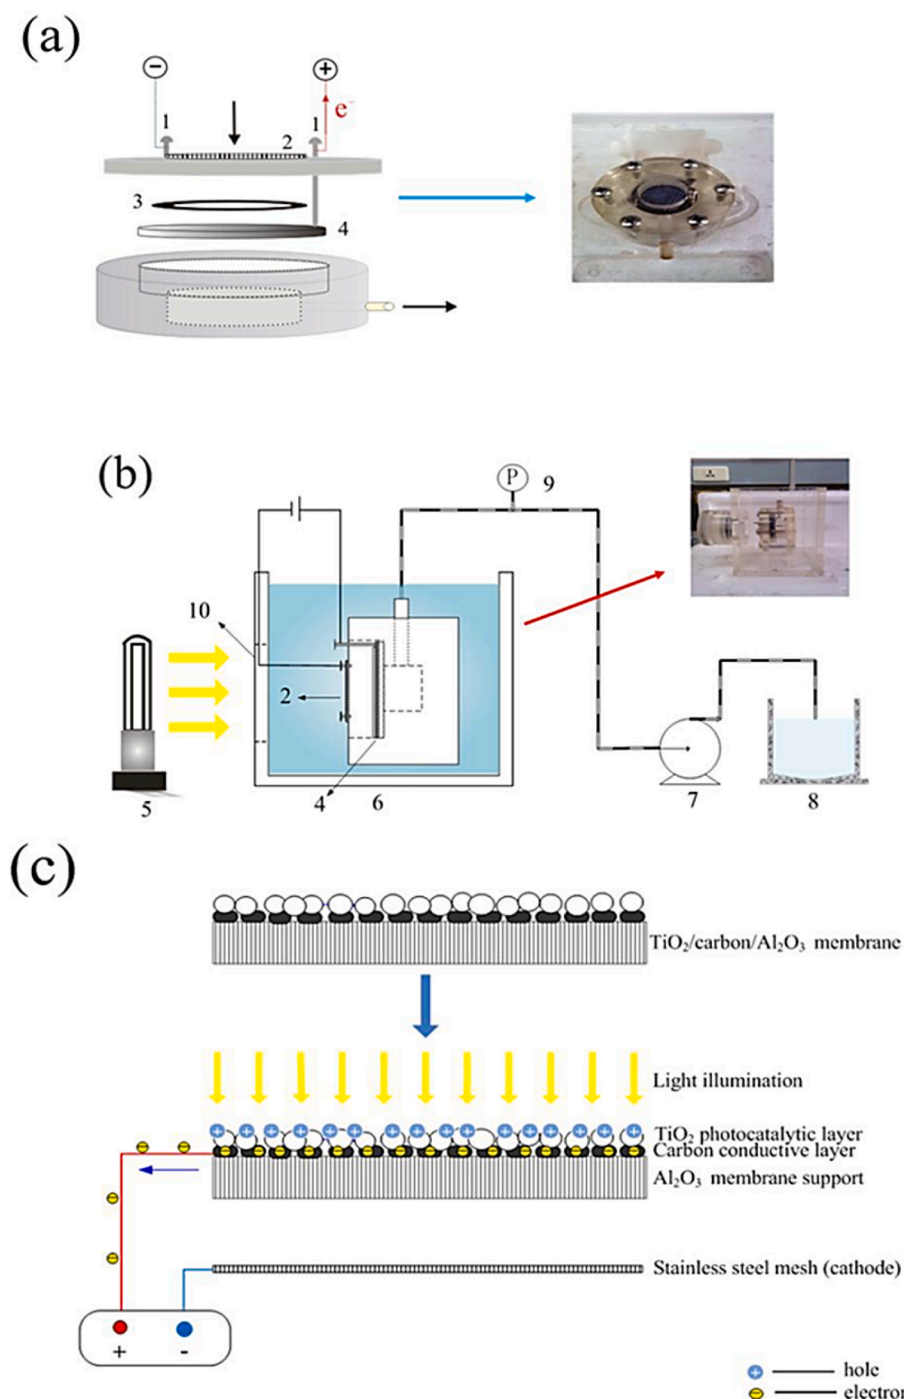 (a)
− +
1 1 e⁻
2
3
4
(b)
P 9
10
2
4 6
5 7 8
(c)
TiO₂/carbon/Al₂O₃ membrane
Light illumination
TiO₂ photocatalytic layer
Carbon conductive layer
Al₂O₃ membrane support
Stainless steel mesh (cathode)
+ -
hole
electron